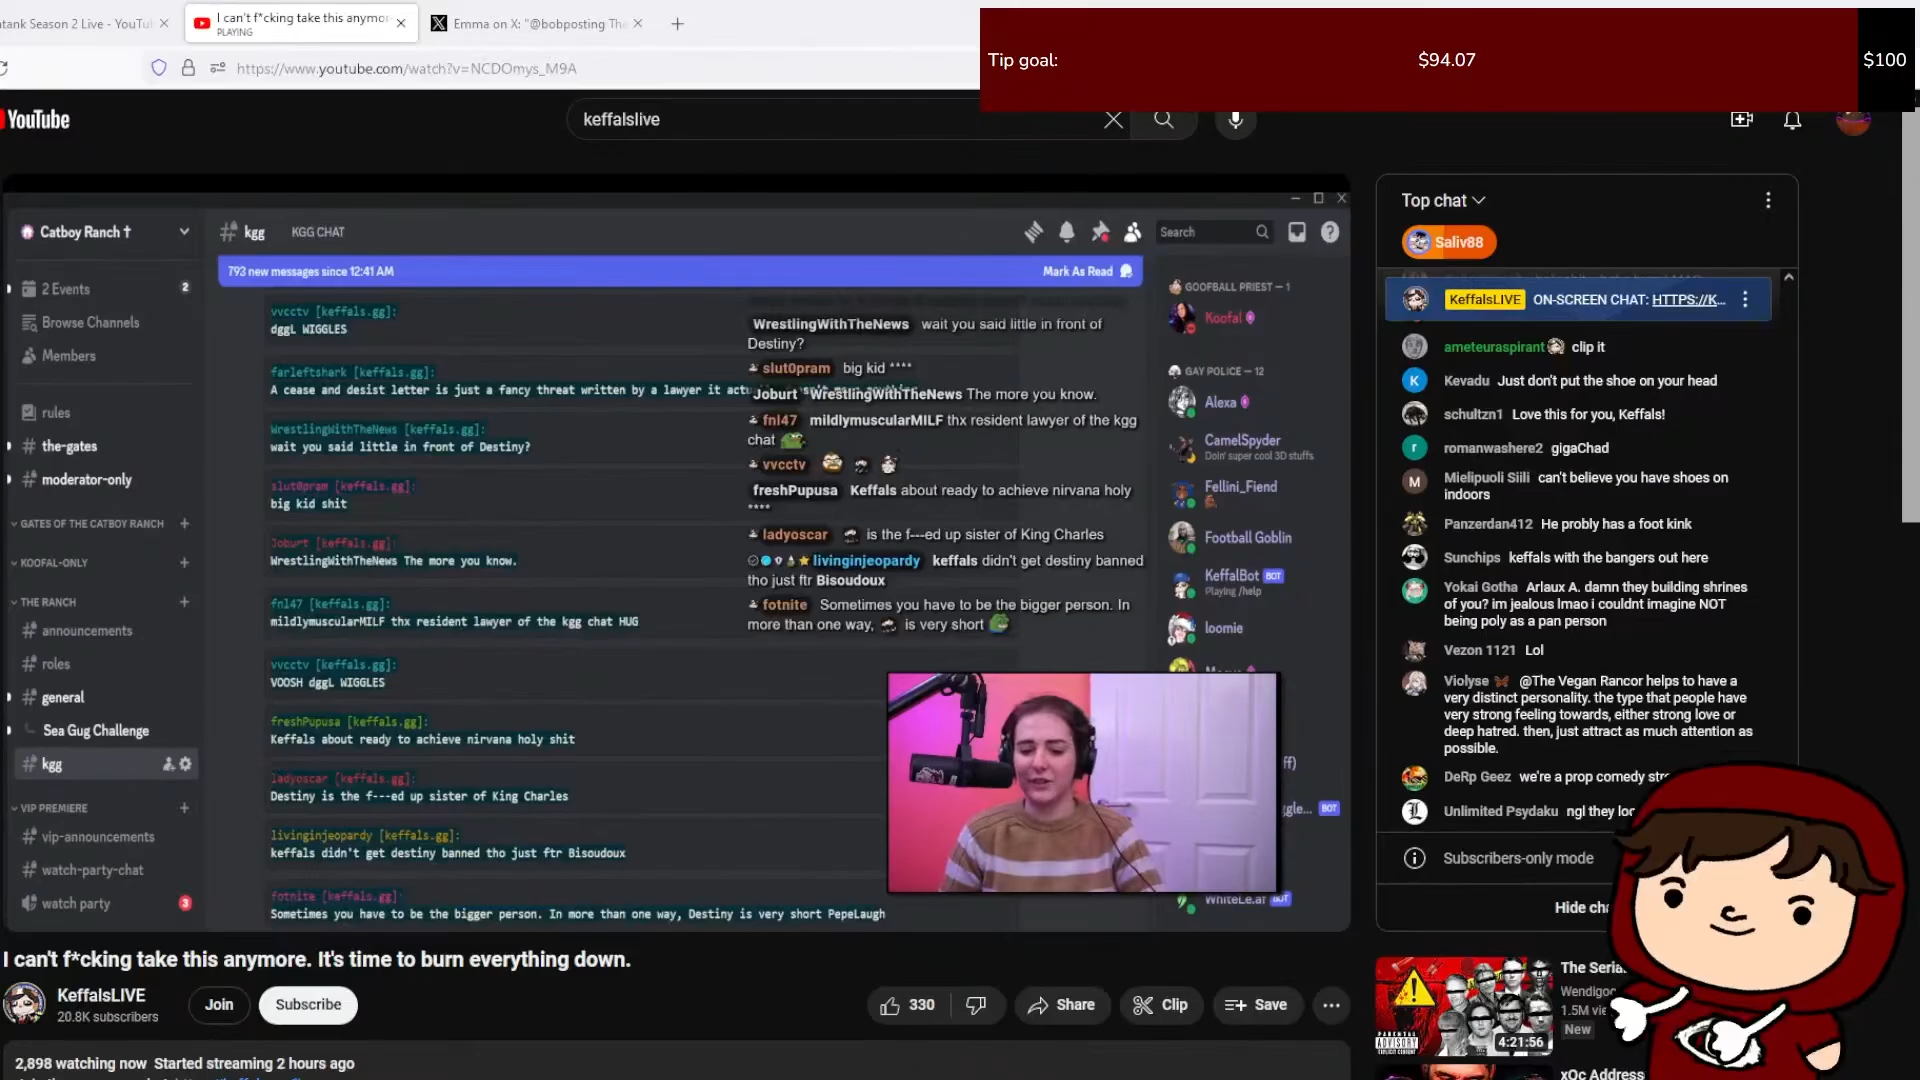 atank Season 2 Live - YouTu
I can't f*cking take this anymor
PLAYING
Emma on X: "@bobposting The
https://www.youtube.com/watch?v=NCDOmys_M9A
Tip goal:
$94.07
$100
YouTube
keffalslive
Catboy Ranch †
kgg
KGG CHAT
Search
793 new messages since 12:41 AM
Mark As Read
2 Events
2
Browse Channels
Members
rules
the-gates
moderator-only
GATES OF THE CATBOY RANCH
KOOFAL-ONLY
THE RANCH
announcements
roles
general
Sea Gug Challenge
kgg
VIP PREMIERE
vip-announcements
watch-party-chat
watch party
3
vvcctv [keffals.gg]:
dggL WIGGLES
farleftshark [keffals.gg]:
A cease and desist letter is just a fancy threat written by a lawyer it
WrestlingWithTheNews [keffals.gg]:
wait you said little in front of Destiny?
slut0pram [keffals.gg]:
big kid shit
Joburt [keffals.gg]:
WrestlingWithTheNews The more you know.
fnl47 [keffals.gg]:
mildlymuscularMILF thx resident lawyer of the kgg chat HUG
vvcctv [keffals.gg]:
VOOSH dggL WIGGLES
freshPupusa [keffals.gg]:
Keffals about ready to achieve nirvana holy shit
ladyoscar [keffals.gg]:
Destiny is the f---ed up sister of King Charles
livinginjeopardy [keffals.gg]:
keffals didn't get destiny banned tho just ftr Bisoudoux
fotnite [keffals.gg]:
Sometimes you have to be the bigger person. In more than one way, Destiny is very short PepeLaugh
WrestlingWithTheNews wait you said little in front of
Destiny?
slut0pram big kid ****
Joburt WrestlingWithTheNews The more you know.
fnl47 mildlymuscularMILF thx resident lawyer of the kgg
chat
vvcctv
freshPupusa Keffals about ready to achieve nirvana holy
****
ladyoscar is the f---ed up sister of King Charles
livinginjeopardy keffals didn't get destiny banned
tho just ftr Bisoudoux
fotnite Sometimes you have to be the bigger person. In
more than one way, is very short
GOOFBALL PRIEST — 1
Koofal
GAY POLICE — 12
Alexa
CamelSpyder
Doin' super cool 3D stuffs
Fellini_Fiend
Football Goblin
KeffalBot BOT
Playing /help
loomie
ff)
gle... BOT
WhiteLeaf BOT
Top chat
Saliv88
KeffalsLIVE ON-SCREEN CHAT: HTTPS://K...
ameteuraspirant clip it
Kevadu Just don't put the shoe on your head
schultzn1 Love this for you, Keffals!
romanwashere2 gigaChad
Mielipuoli Siili can't believe you have shoes on
indoors
Panzerdan412 He probly has a foot kink
Sunchips keffals with the bangers out here
Yokai Gotha Arlaux A. damn they building shrines
of you? im jealous lmao i couldnt imagine NOT
being poly as a pan person
Vezon 1121 Lol
Violyse @The Vegan Rancor helps to have a
very distinct personality. the type that people have
very strong feeling towards, either strong love or
deep hatred. then, just attract as much attention as
possible.
DeRp Geez we're a prop comedy stre
Unlimited Psydaku ngl they loo
Subscribers-only mode
Hide cha
I can't f*cking take this anymore. It's time to burn everything down.
KeffalsLIVE
20.8K subscribers
Join
Subscribe
330
Share
Clip
Save
2,898 watching now Started streaming 2 hours ago
PARENTAL
ADVISORY
EXPLICIT CONTENT
4:21:56
The Seria
Wendigoo
1.5M vie
New
xQc Address